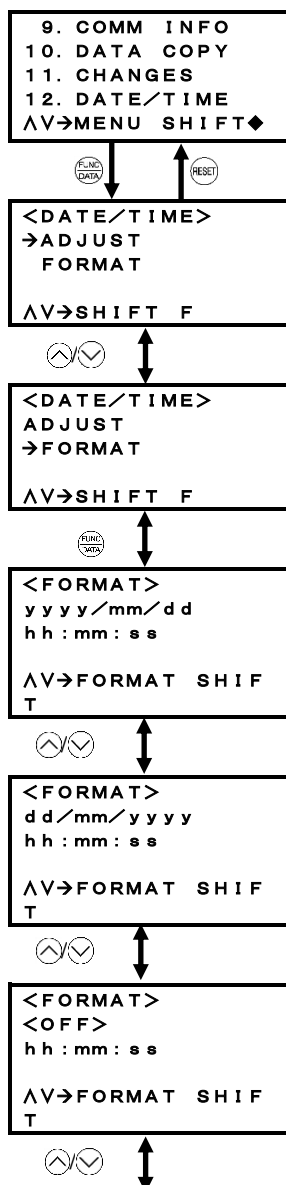 9. COMM INFO
10. DATA COPY
11. CHANGES
12. DATE/TIME
∧∨→MENU SHIFT◆
FUNC
DATA
RESET
<DATE/TIME>
→ADJUST
FORMAT
∧∨→SHIFT F
<DATE/TIME>
ADJUST
→FORMAT
∧∨→SHIFT F
FUNC
DATA
<FORMAT>
yyyy/mm/dd
hh:mm:ss
∧∨→FORMAT SHIF
T
<FORMAT>
dd/mm/yyyy
hh:mm:ss
∧∨→FORMAT SHIF
T
<FORMAT>
<OFF>
hh:mm:ss
∧∨→FORMAT SHIF
T